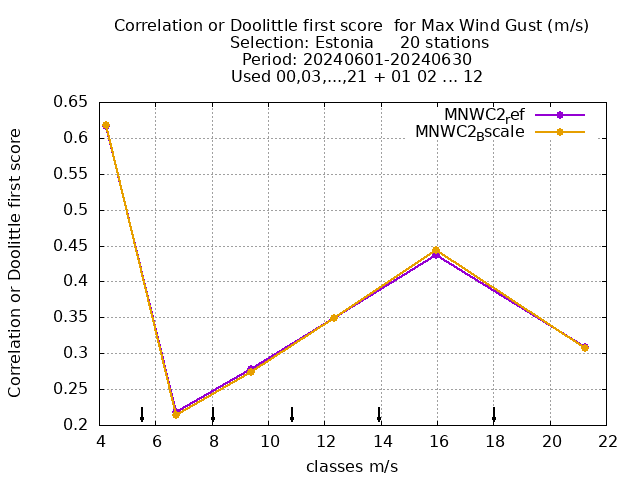 Correlation or Doolittle first score  for Max Wind Gust (m/s)
Selection: Estonia     20 stations
Period: 20240601-20240630
Used 00,03,...,21 + 01 02 ... 12
Correlation or Doolittle first score
0.65
0.6
0.55
0.5
0.45
0.4
0.35
0.3
0.25
0.2
MNWC2ref
MNWC2Bscale
4 6 8 10 12 14 16 18 20 22
classes m/s